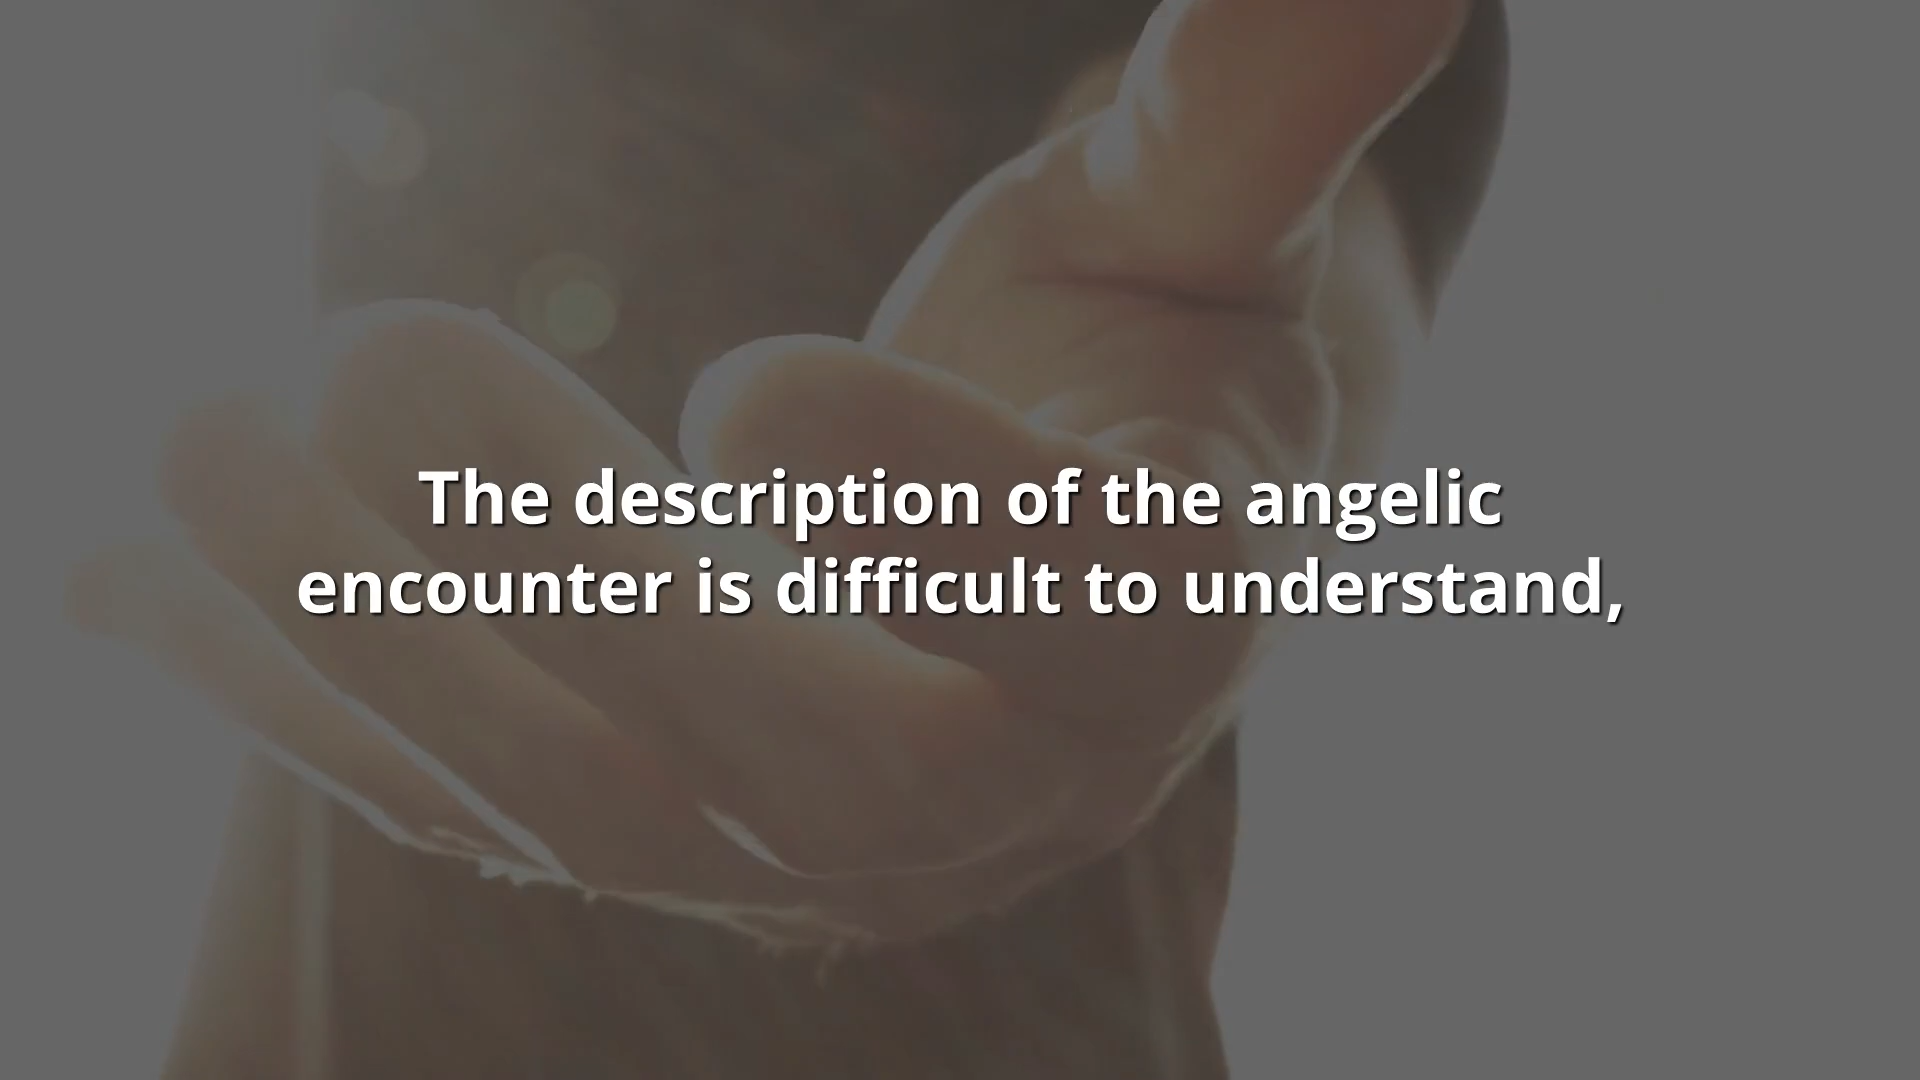 The description of the angelic
encounter is difficult to understand,